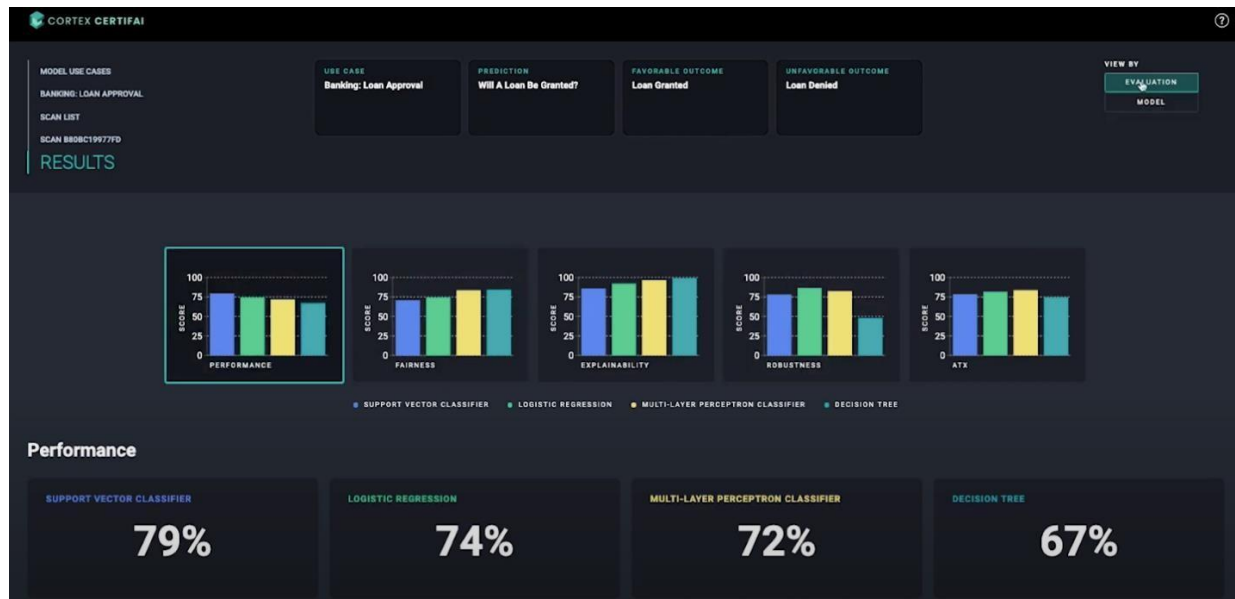 CORTEX CERTIFAI
?
MODEL USE CASES
BANKING: LOAN APPROVAL
SCAN LIST
SCAN B80BC19977FD
RESULTS
USE CASE
Banking: Loan Approval
PREDICTION
Will A Loan Be Granted?
FAVORABLE OUTCOME
Loan Granted
UNFAVORABLE OUTCOME
Loan Denied
VIEW BY
EVALUATION
MODEL
100
75
50
25
0
SCORE
PERFORMANCE
100
75
50
25
0
SCORE
FAIRNESS
100
75
50
25
0
SCORE
EXPLAINABILITY
100
75
50
25
0
SCORE
ROBUSTNESS
100
75
50
25
0
SCORE
ATX
SUPPORT VECTOR CLASSIFIER LOGISTIC REGRESSION MULTI-LAYER PERCEPTRON CLASSIFIER DECISION TREE
Performance
SUPPORT VECTOR CLASSIFIER
79%
LOGISTIC REGRESSION
74%
MULTI-LAYER PERCEPTRON CLASSIFIER
72%
DECISION TREE
67%